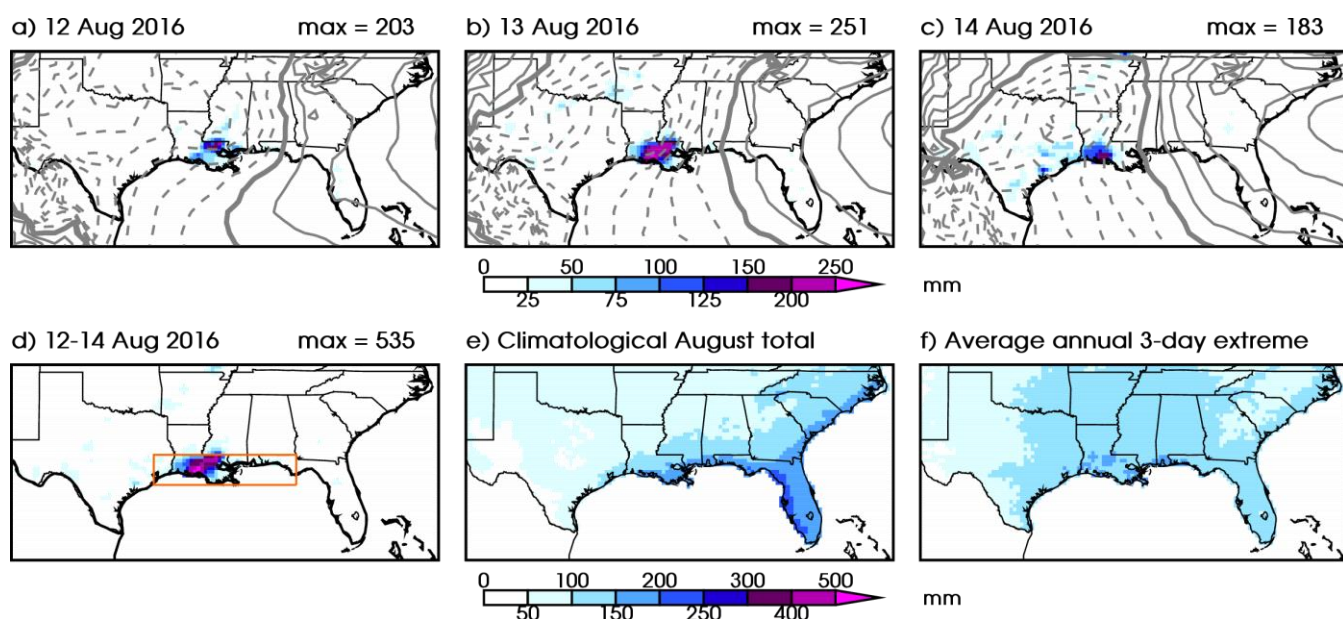 a) 12 Aug 2016 max = 203
b) 13 Aug 2016 max = 251
c) 14 Aug 2016 max = 183
0 50 100 150 250
25 75 125 200
mm
d) 12-14 Aug 2016 max = 535
e) Climatological August total
f) Average annual 3-day extreme
0 100 200 300 500
50 150 250 400
mm